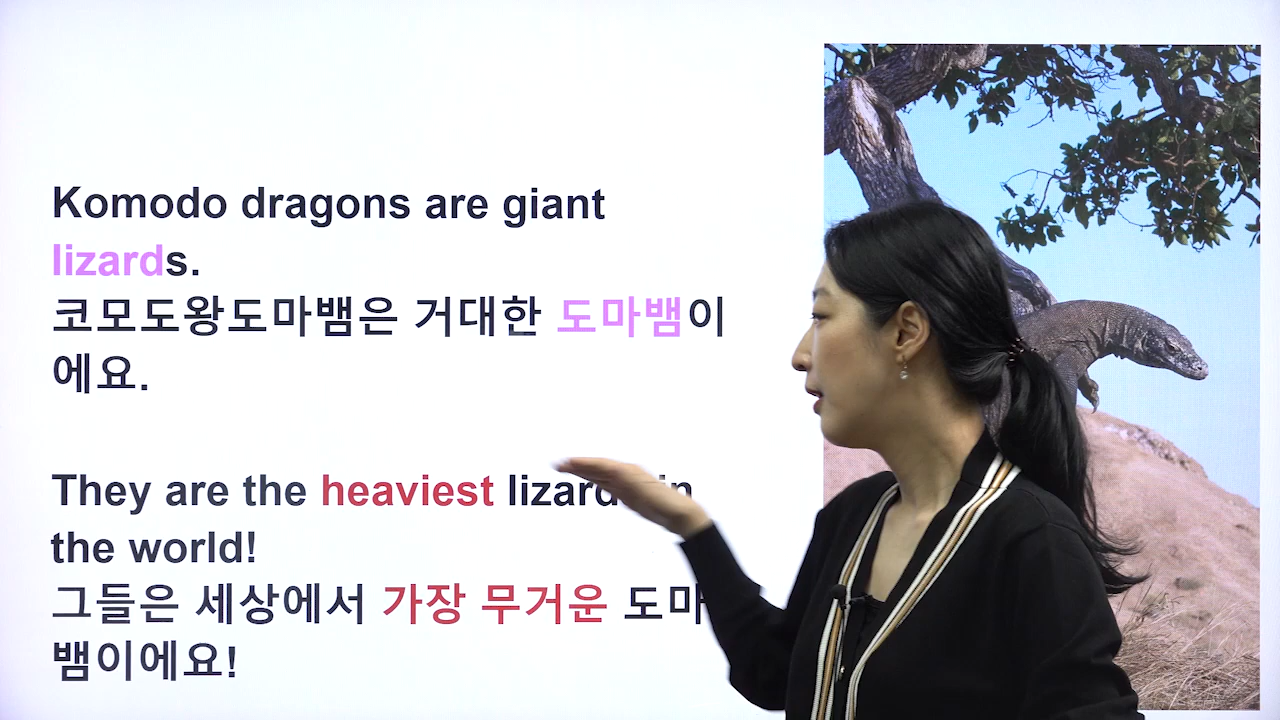 Komodo dragons are giant
lizards.
코모도왕도마뱀은 거대한 도마뱀이
에요.
They are the heaviest lizard in
the world!
그들은 세상에서 가장 무거운 도마
뱀이에요!